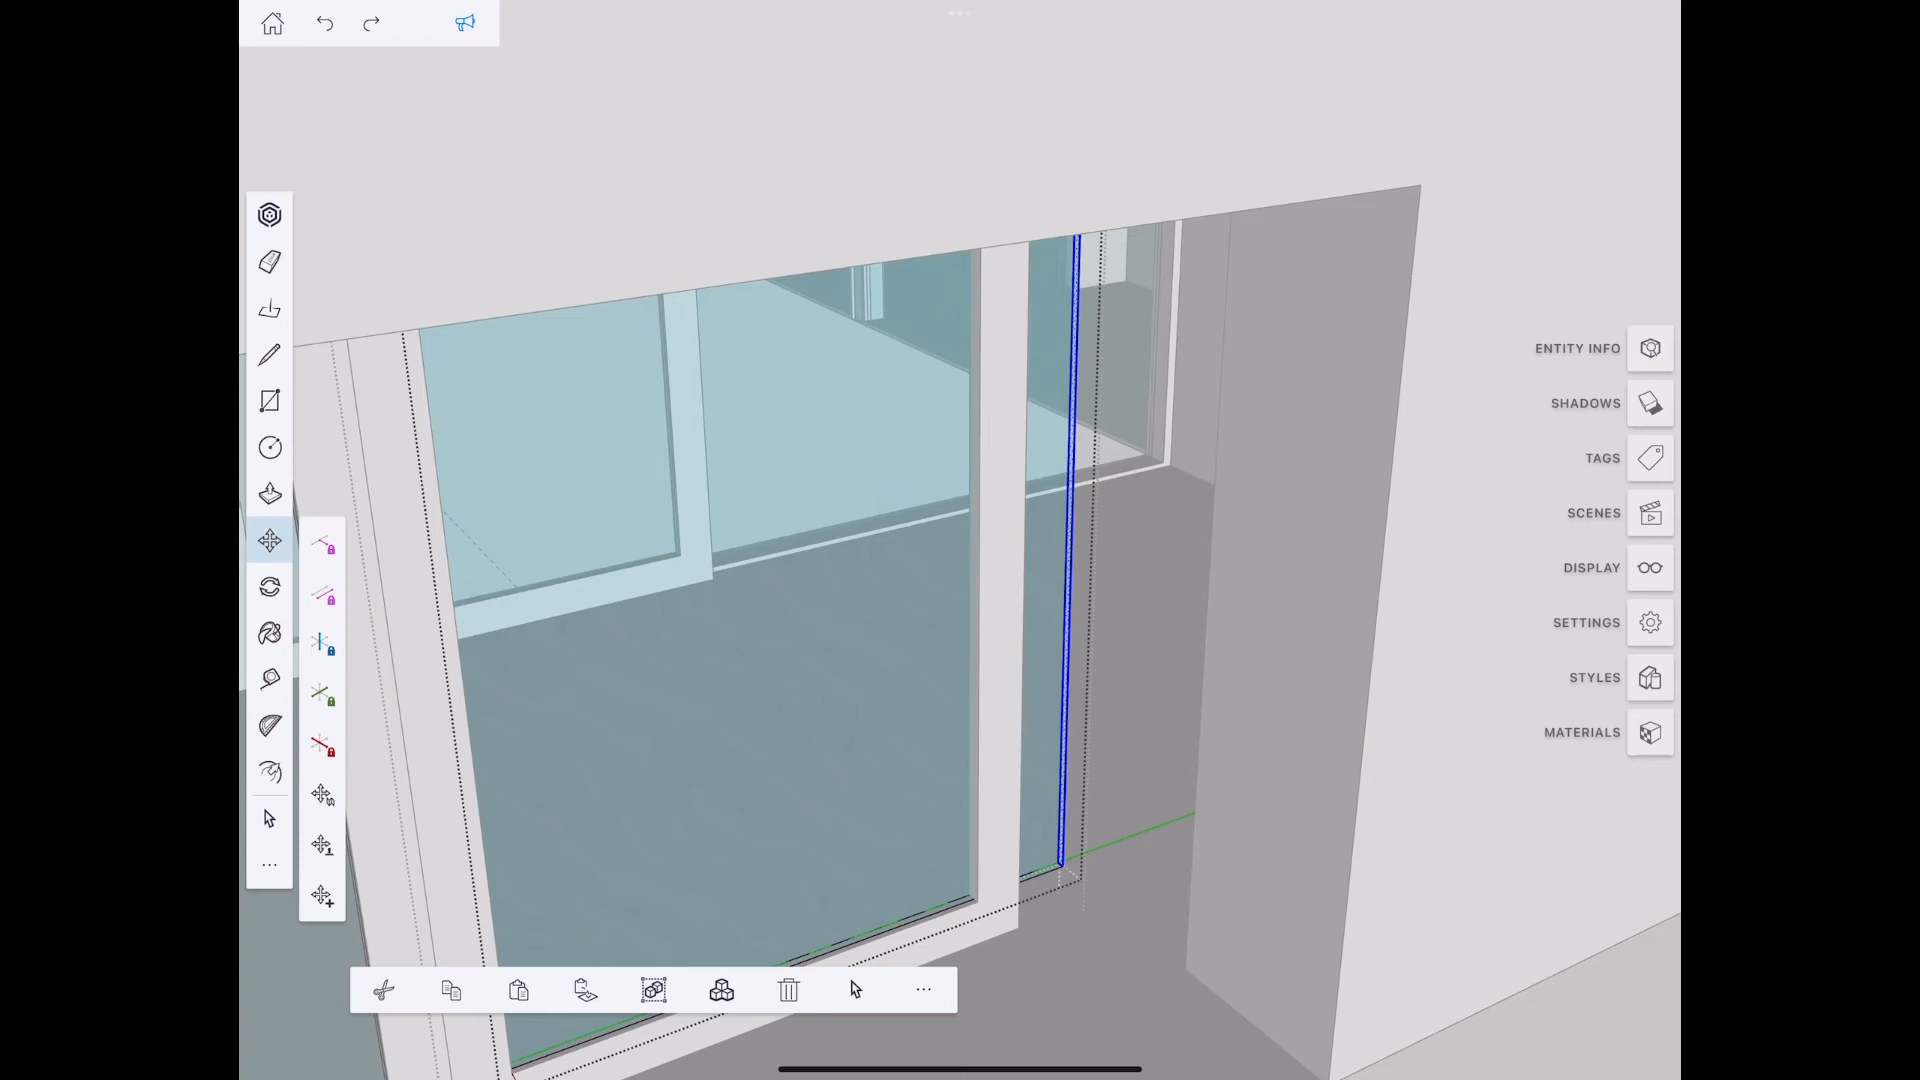 ENTITY INFO
SHADOWS
TAGS
SCENES
DISPLAY
SETTINGS
STYLES
MATERIALS